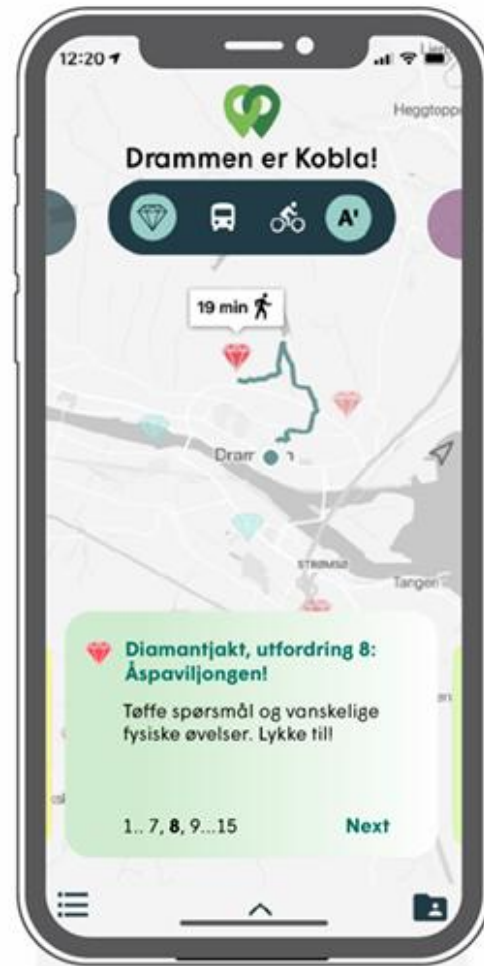 12:20
Heggtopp
Drammen er Kobla!
A'
19 min
Dram
STRØMSØ
Tangen
Diamantjakt, utfordring 8:
Åspaviljongen!
Tøffe spørsmål og vanskelige
fysiske øvelser. Lykke til!
1.. 7, 8, 9...15
Next